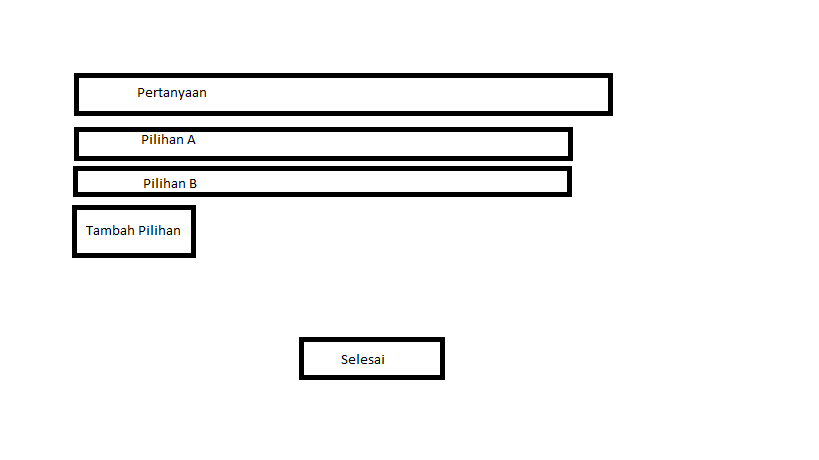 Pertanyaan
Pilihan A
Pilihan B
Tambah Pilihan
Selesai